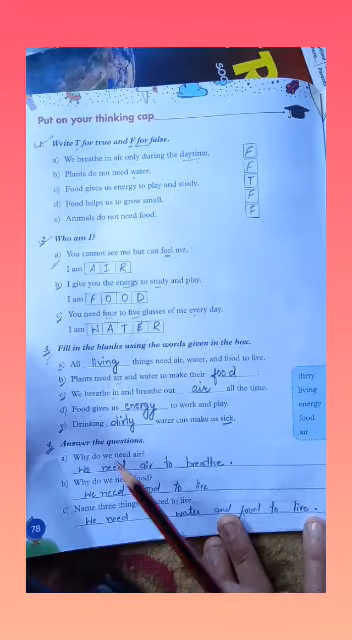 Put on your thinking cap
1. Write T for true and F for false.
a) We breathe in air only during the daytime. F
b) Plants do not need water. F
c) Food gives us energy to play and study. T
d) Food helps us to grow small. F
e) Animals do not need food. F
2. Who am I?
a) You cannot see me but can feel me.
I am A I R
b) I give you the energy to study and play.
I am F O O D
c) You need four to five glasses of me every day.
I am W A T E R
3. Fill in the blanks using the words given in the box.
a) All living things need air, water, and food to live.
b) Plants need air and water to make their food.
c) We breathe in and breathe out air all the time.
d) Food gives us energy to work and play.
e) Drinking dirty water can make us sick.
dirty
living
energy
food
air
4. Answer the questions.
a) Why do we need air?
We need air to breathe.
b) Why do we need food?
We need to live
c) Name three things need to live.
We need water and food to live.
78